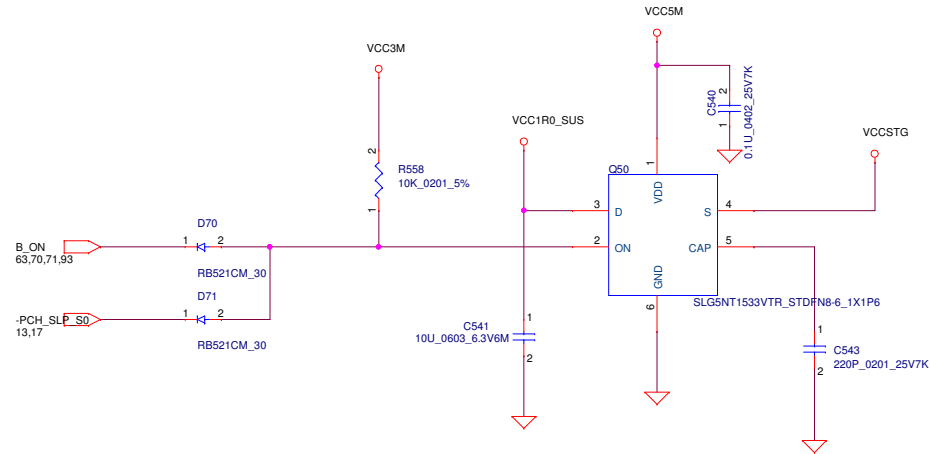 VCC5M
VCC3M
2
C540
1
0.1U_0402_25V7K
VCC1R0_SUS
VCCSTG
2
R558
10K_0201_5%
1
Q50
1
VDD
3
D
S
4
D70
B_ON
63,70,71,93
1
2
RB521CM_30
2
ON
CAP
5
GND
6
SLG5NT1533VTR_STDFN8-6_1X1P6
D71
-PCH_SLP_S0
13,17
1
2
RB521CM_30
1
C541
10U_0603_6.3V6M
2
1
C543
220P_0201_25V7K
2